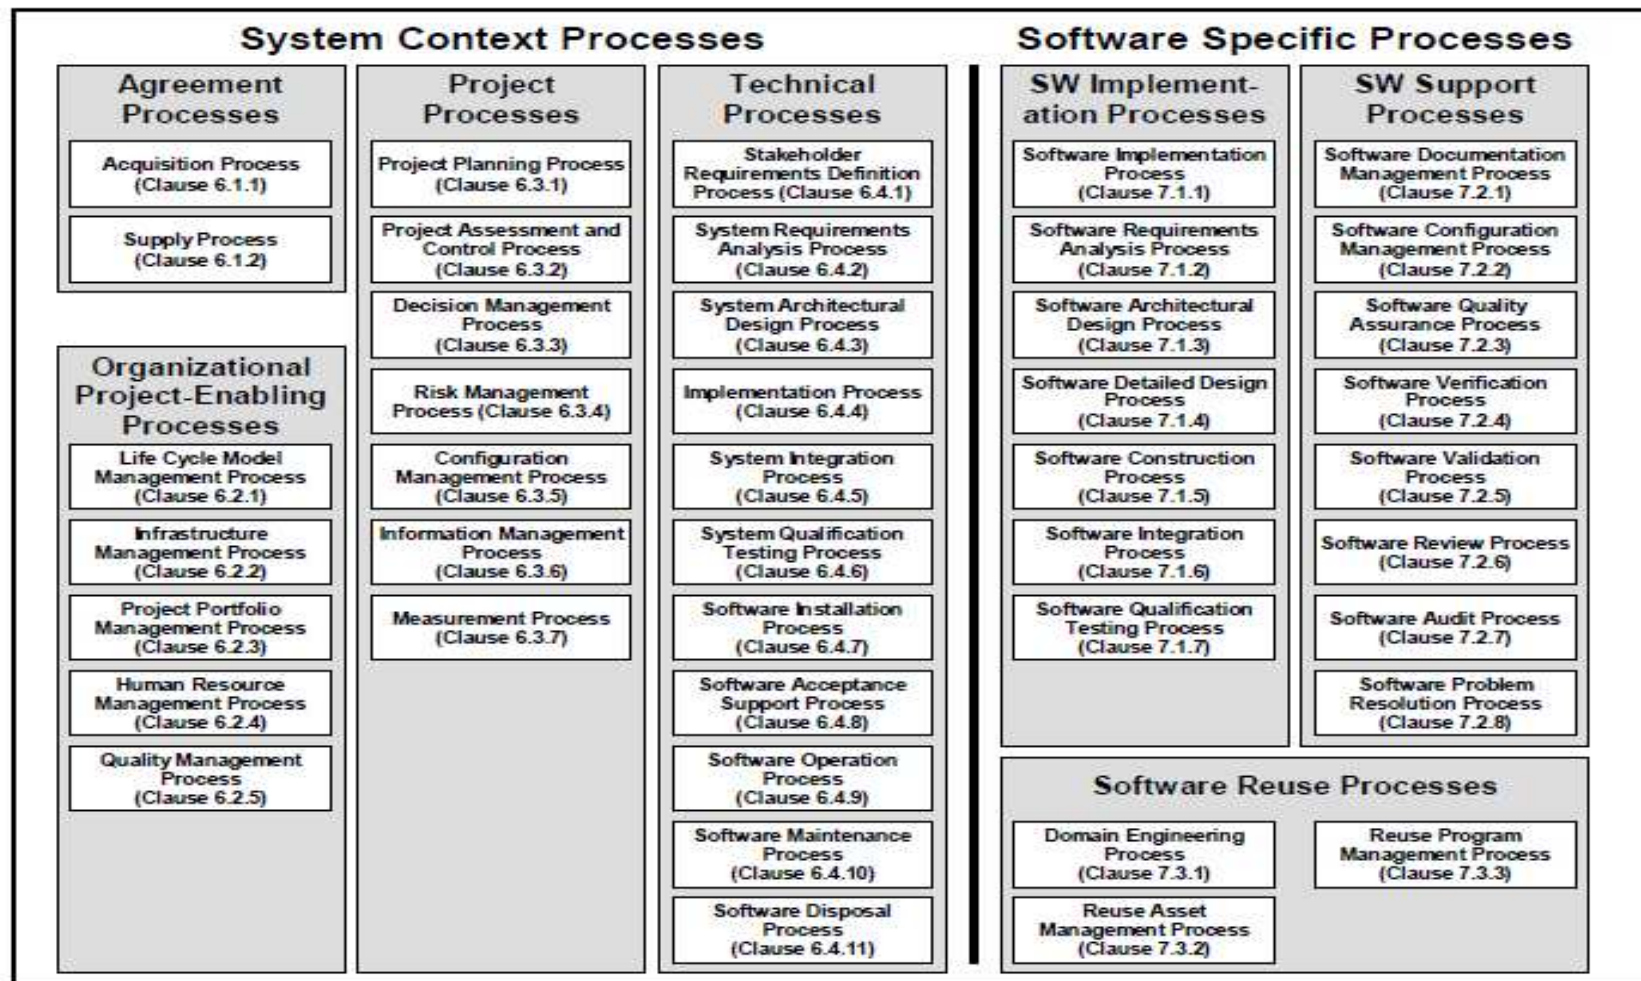 System Context Processes
Software Specific Processes
Agreement
Processes
Acquisition Process
(Clause 6.1.1)
Supply Process
(Clause 6.1.2)
Organizational
Project-Enabling
Processes
Life Cycle Model
Management Process
(Clause 6.2.1)
Infrastructure
Management Process
(Clause 6.2.2)
Project Portfolio
Management Process
(Clause 6.2.3)
Human Resource
Management Process
(Clause 6.2.4)
Quality Management
Process
(Clause 6.2.5)
Project
Processes
Project Planning Process
(Clause 6.3.1)
Project Assessment and
Control Process
(Clause 6.3.2)
Decision Management
Process
(Clause 6.3.3)
Risk Management
Process (Clause 6.3.4)
Configuration
Management Process
(Clause 6.3.5)
Information Management
Process
(Clause 6.3.6)
Measurement Process
(Clause 6.3.7)
Technical
Processes
Stakeholder
Requirements Definition
Process (Clause 6.4.1)
System Requirements
Analysis Process
(Clause 6.4.2)
System Architectural
Design Process
(Clause 6.4.3)
Implementation Process
(Clause 6.4.4)
System Integration
Process
(Clause 6.4.5)
System Qualification
Testing Process
(Clause 6.4.6)
Software Installation
Process
(Clause 6.4.7)
Software Acceptance
Support Process
(Clause 6.4.8)
Software Operation
Process
(Clause 6.4.9)
Software Maintenance
Process
(Clause 6.4.10)
Software Disposal
Process
(Clause 6.4.11)
SW Implement-
ation Processes
Software Implementation
Process
(Clause 7.1.1)
Software Requirements
Analysis Process
(Clause 7.1.2)
Software Architectural
Design Process
(Clause 7.1.3)
Software Detailed Design
Process
(Clause 7.1.4)
Software Construction
Process
(Clause 7.1.5)
Software Integration
Process
(Clause 7.1.6)
Software Qualification
Testing Process
(Clause 7.1.7)
SW Support
Processes
Software Documentation
Management Process
(Clause 7.2.1)
Software Configuration
Management Process
(Clause 7.2.2)
Software Quality
Assurance Process
(Clause 7.2.3)
Software Verification
Process
(Clause 7.2.4)
Software Validation
Process
(Clause 7.2.5)
Software Review Process
(Clause 7.2.6)
Software Audit Process
(Clause 7.2.7)
Software Problem
Resolution Process
(Clause 7.2.8)
Software Reuse Processes
Domain Engineering
Process
(Clause 7.3.1)
Reuse Asset
Management Process
(Clause 7.3.2)
Reuse Program
Management Process
(Clause 7.3.3)